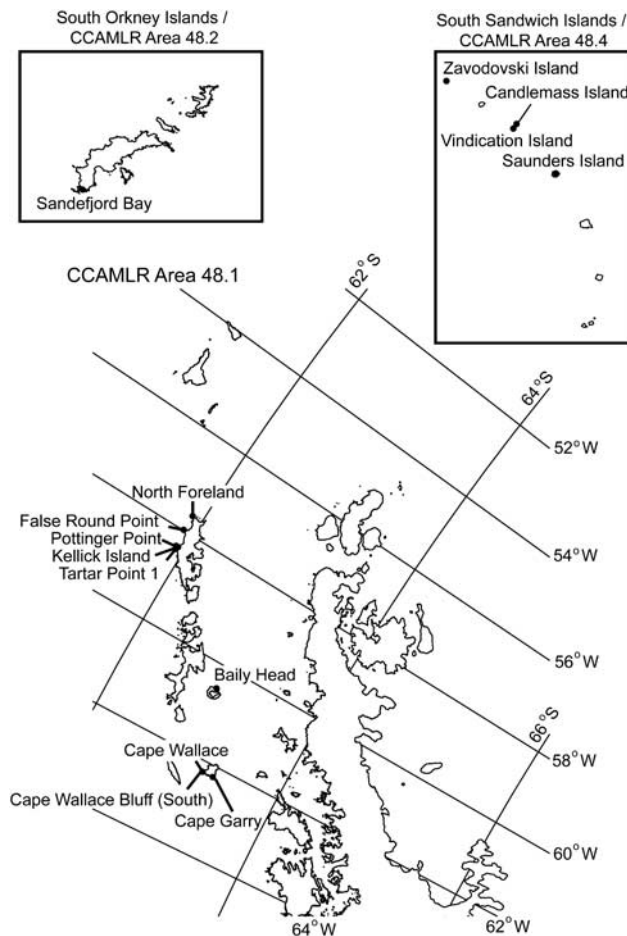 South Orkney Islands /
CCAMLR Area 48.2
Sandefjord Bay
South Sandwich Islands /
CCAMLR Area 48.4
Zavodovski Island
Candlemass Island
Vindication Island
Saunders Island
CCAMLR Area 48.1
62°S
64°S
52°W
North Foreland
False Round Point
Pottinger Point
Kellick Island
Tartar Point 1
54°W
56°W
Baily Head
66°S
58°W
Cape Wallace
Cape Wallace Bluff (South)
Cape Garry
60°W
64°W
62°W